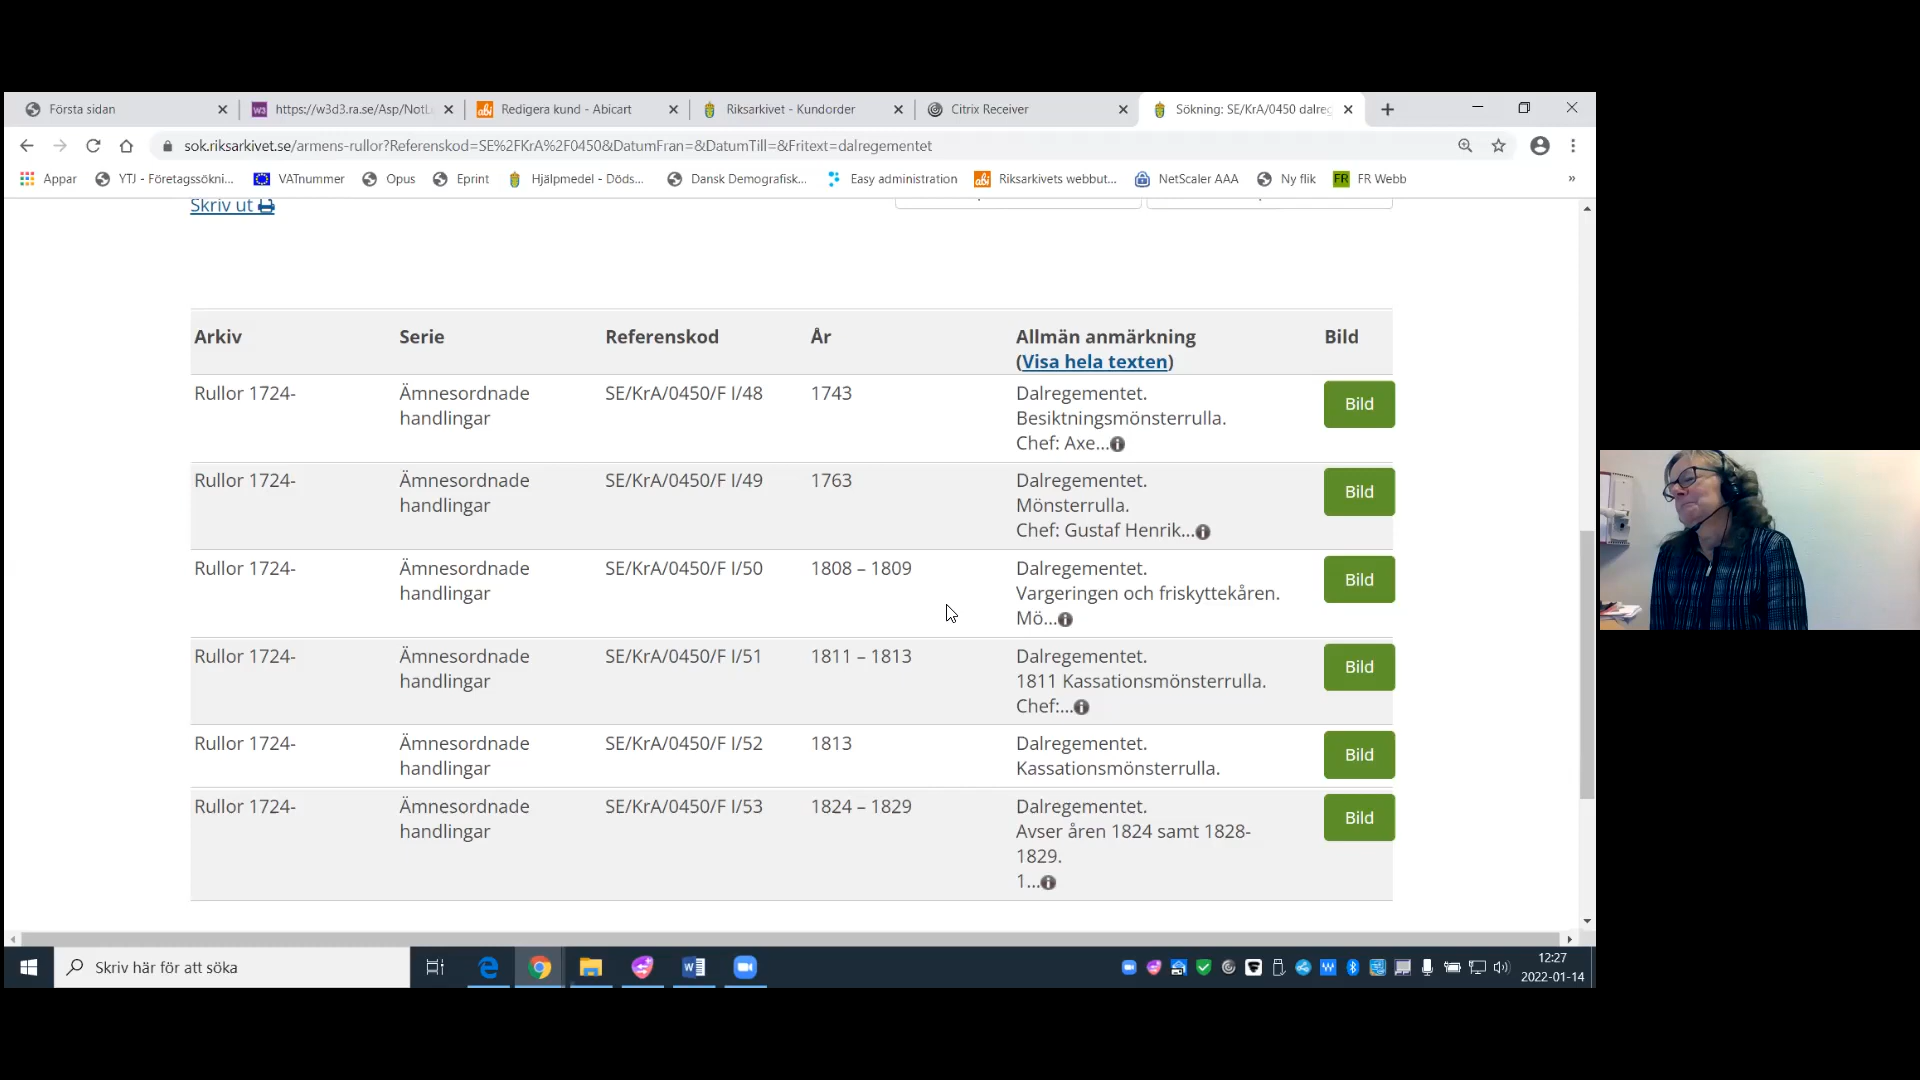 Första sidan
https://w3d3.ra.se/Asp/NotL
Redigera kund - Abicart
Riksarkivet - Kundorder
Citrix Receiver
Sökning: SE/KrA/0450 dalreg
sok.riksarkivet.se/armens-rullor?Referenskod=SE%2FKrA%2F0450&DatumFran=&DatumTill=&Fritext=dalregementet
Appar
YTJ - Företagssökni...
VATnummer
Opus
Eprint
Hjälpmedel - Döds...
Dansk Demografisk...
Easy administration
abi
Riksarkivets webbut...
NetScaler AAA
Ny flik
FR
FR Webb
»
Skriv ut
Arkiv Serie Referenskod År Allmän anmärkning Bild
(Visa hela texten)
Rullor 1724- Ämnesordnade SE/KrA/0450/F I/48 1743 Dalregementet. Bild
handlingar Besiktningsmönsterrulla.
Chef: Axe...
Rullor 1724- Ämnesordnade SE/KrA/0450/F I/49 1763 Dalregementet. Bild
handlingar Mönsterrulla.
Chef: Gustaf Henrik...
Rullor 1724- Ämnesordnade SE/KrA/0450/F I/50 1808 – 1809 Dalregementet. Bild
handlingar Vargeringen och friskyttekåren.
Mö...
Rullor 1724- Ämnesordnade SE/KrA/0450/F I/51 1811 – 1813 Dalregementet. Bild
handlingar 1811 Kassationsmönsterrulla.
Chef:...
Rullor 1724- Ämnesordnade SE/KrA/0450/F I/52 1813 Dalregementet. Bild
handlingar Kassationsmönsterrulla.
Rullor 1724- Ämnesordnade SE/KrA/0450/F I/53 1824 – 1829 Dalregementet. Bild
handlingar Avser åren 1824 samt 1828-
1829.
1...
Skriv här för att söka
12:27
2022-01-14